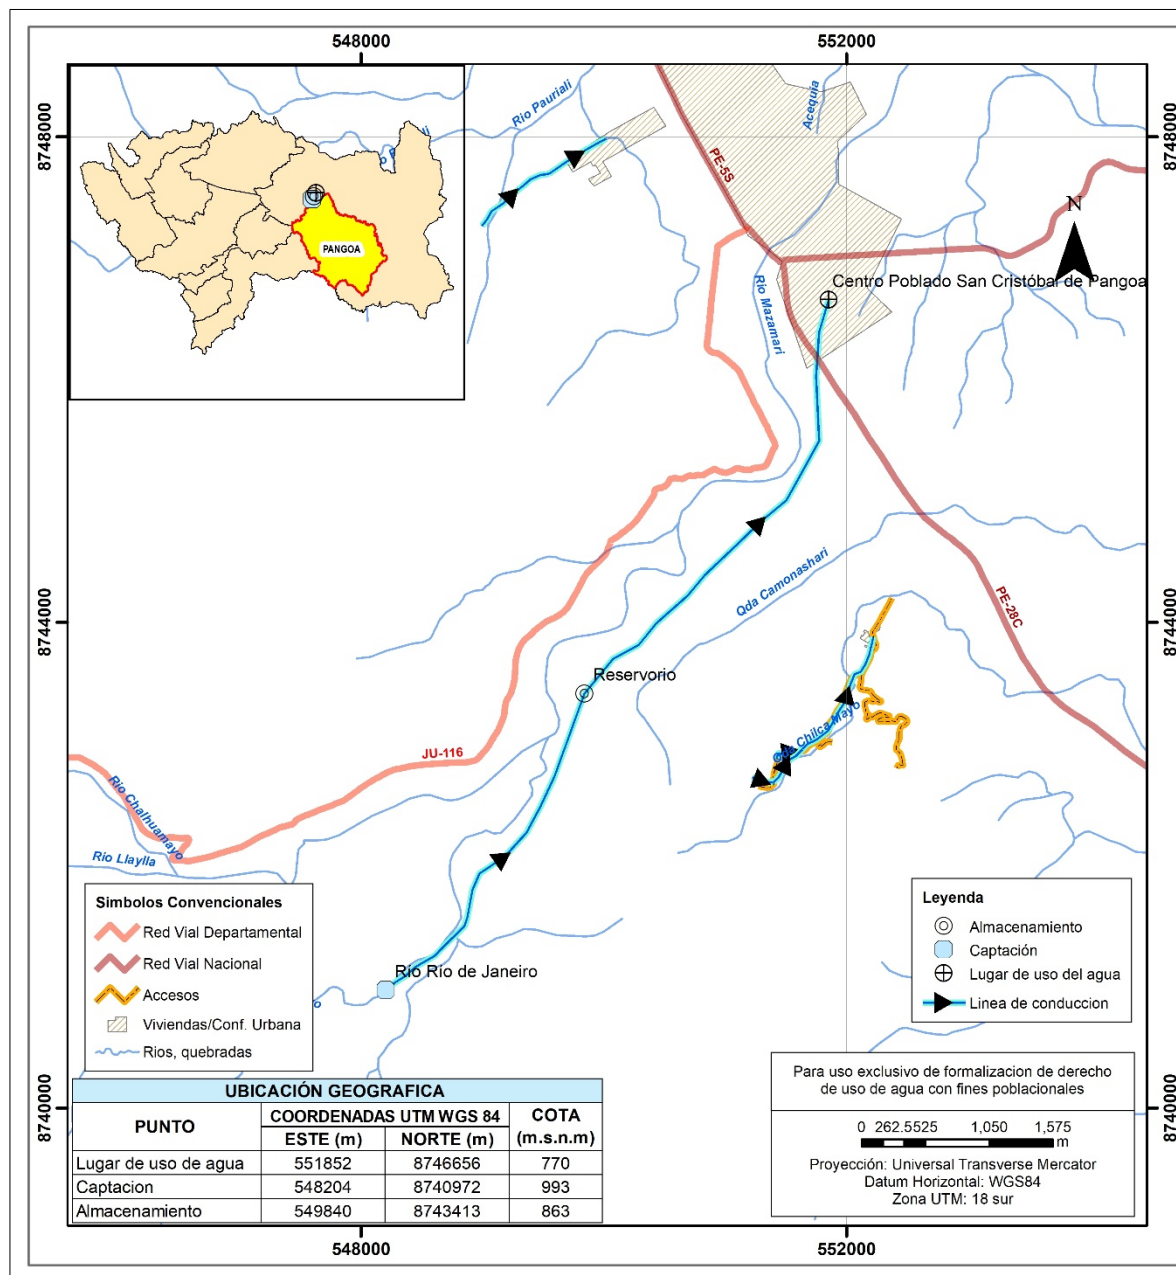 548000
552000
8748000
8748000
Rio Pauriali
Acequia
PE-5S
N
PANGOA
Centro Poblado San Cristóbal de Pangoa
Rio Mazamari
Qda Camonashari
PE-28C
8744000
8744000
Reservorio
Qda Chilca Mayo
JU-116
Rio Chalhuamayo
Rio Llaylla
Simbolos Convencionales
Red Vial Departamental
Red Vial Nacional
Accesos
Viviendas/Conf. Urbana
Rios, quebradas
Rio Rio de Janeiro
Leyenda
Almacenamiento
Captación
Lugar de uso del agua
Linea de conduccion
Para uso exclusivo de formalizacion de derecho
de uso de agua con fines poblacionales
0 262.5525 1,050 1,575
m
Proyección: Universal Transverse Mercator
Datum Horizontal: WGS84
Zona UTM: 18 sur
UBICACIÓN GEOGRAFICA
PUNTO COORDENADAS UTM WGS 84 COTA
ESTE (m) NORTE (m) (m.s.n.m)
Lugar de uso de agua 551852 8746656 770
Captacion 548204 8740972 993
Almacenamiento 549840 8743413 863
8740000
8740000
548000
552000